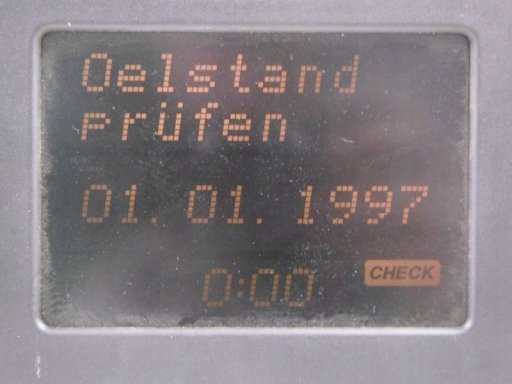 Oelstand
prüfen
01. 01. 1997
0:00
CHECK